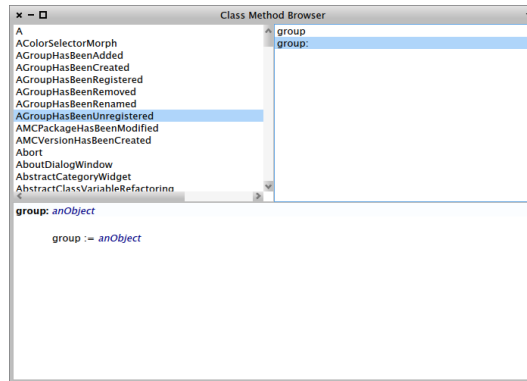 Class Method Browser
A
AColorSelectorMorph
AGroupHasBeenAdded
AGroupHasBeenCreated
AGroupHasBeenRegistered
AGroupHasBeenRemoved
AGroupHasBeenRenamed
AGroupHasBeenUnregistered
AMCPackageHasBeenModified
AMCVersionHasBeenCreated
Abort
AboutDialogWindow
AbstractCategoryWidget
AbstractClassVariableRefactoring
group
group:
group: anObject
group := anObject